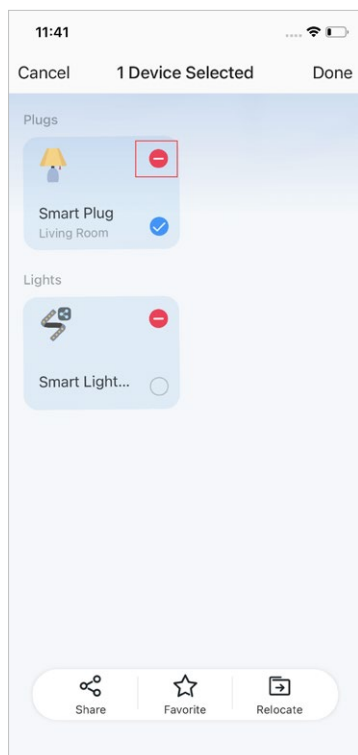 11:41
Cancel 1 Device Selected Done
Plugs
Smart Plug
Living Room
Lights
Smart Light...
Share Favorite Relocate